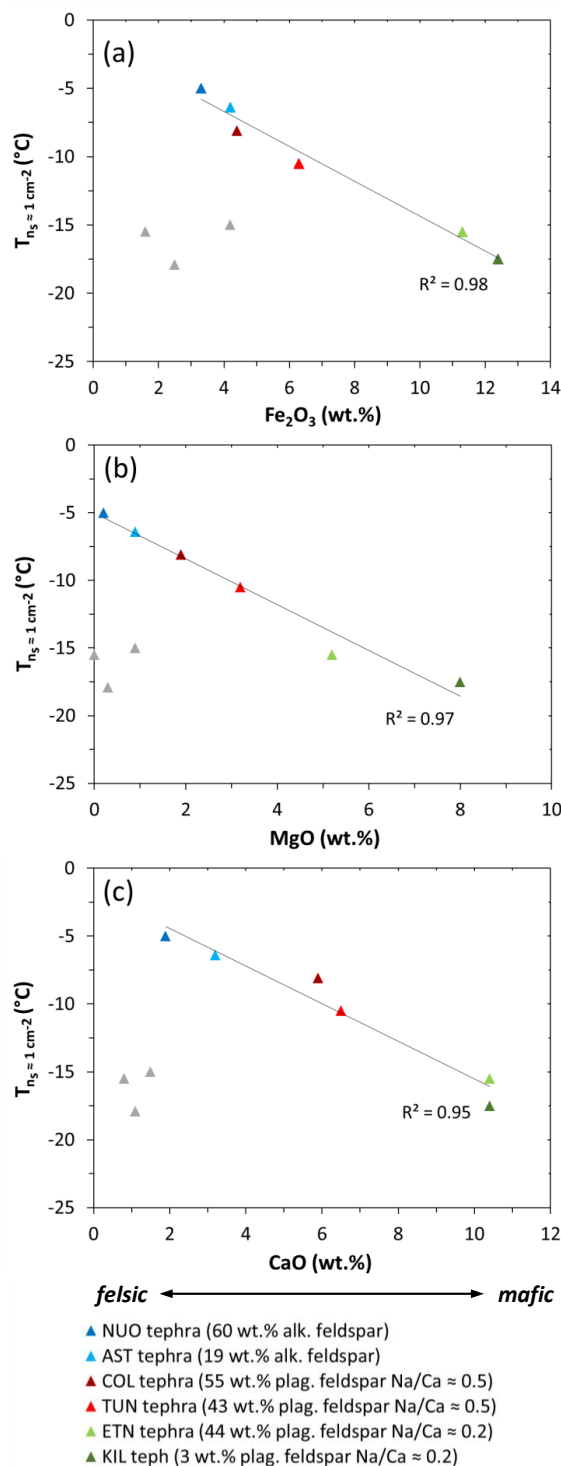 (a)
0
-5
-10
-15
-20
-25
T_{n_s ≈ 1 cm^-2} (°C)
R² = 0.98
0 2 4 6 8 10 12 14
Fe₂O₃ (wt.%)
(b)
0
-5
-10
-15
-20
-25
T_{n_s ≈ 1 cm^-2} (°C)
R² = 0.97
0 2 4 6 8 10
MgO (wt.%)
(c)
0
-5
-10
-15
-20
-25
T_{n_s ≈ 1 cm^-2} (°C)
R² = 0.95
0 2 4 6 8 10 12
CaO (wt.%)
felsic mafic
NUO tephra (60 wt.% alk. feldspar)
AST tephra (19 wt.% alk. feldspar)
COL tephra (55 wt.% plag. feldspar Na/Ca ≈ 0.5)
TUN tephra (43 wt.% plag. feldspar Na/Ca ≈ 0.5)
ETN tephra (44 wt.% plag. feldspar Na/Ca ≈ 0.2)
KIL teph (3 wt.% plag. feldspar Na/Ca ≈ 0.2)